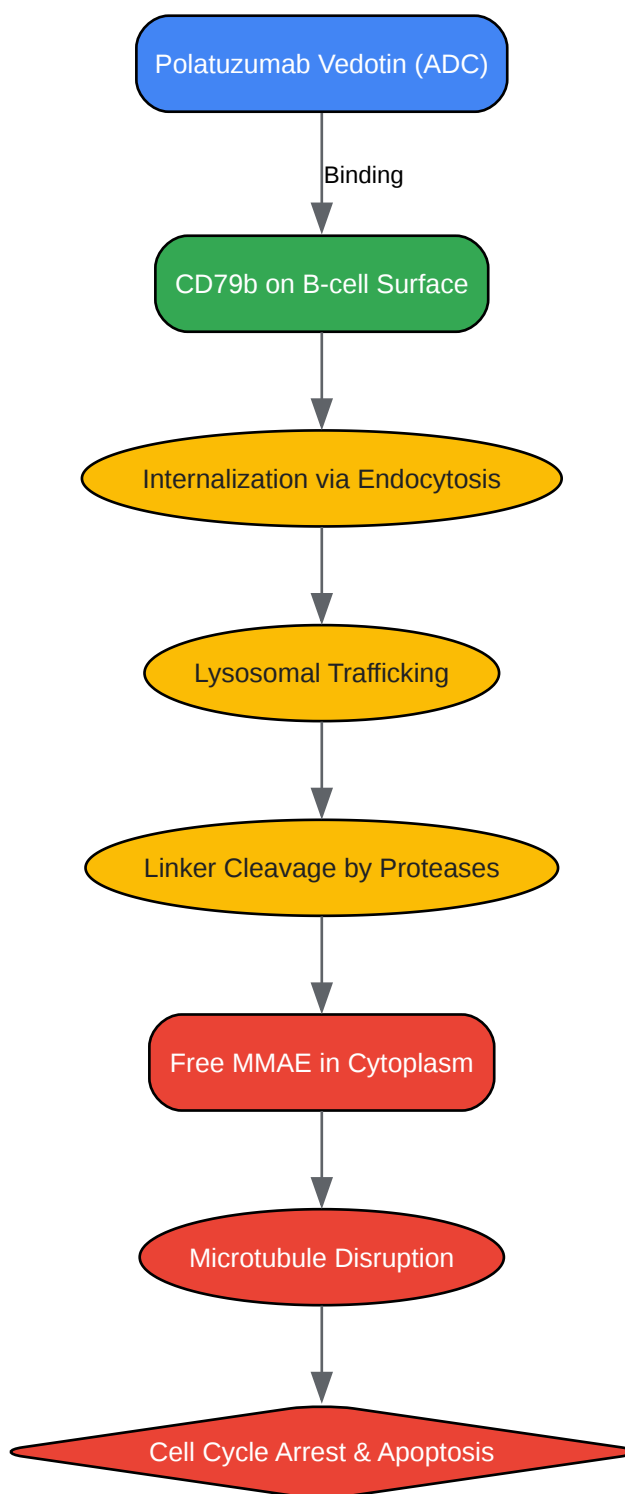 Polatuzumab Vedotin (ADC)
Binding
CD79b on B-cell Surface
Internalization via Endocytosis
Lysosomal Trafficking
Linker Cleavage by Proteases
Free MMAE in Cytoplasm
Microtubule Disruption
Cell Cycle Arrest & Apoptosis